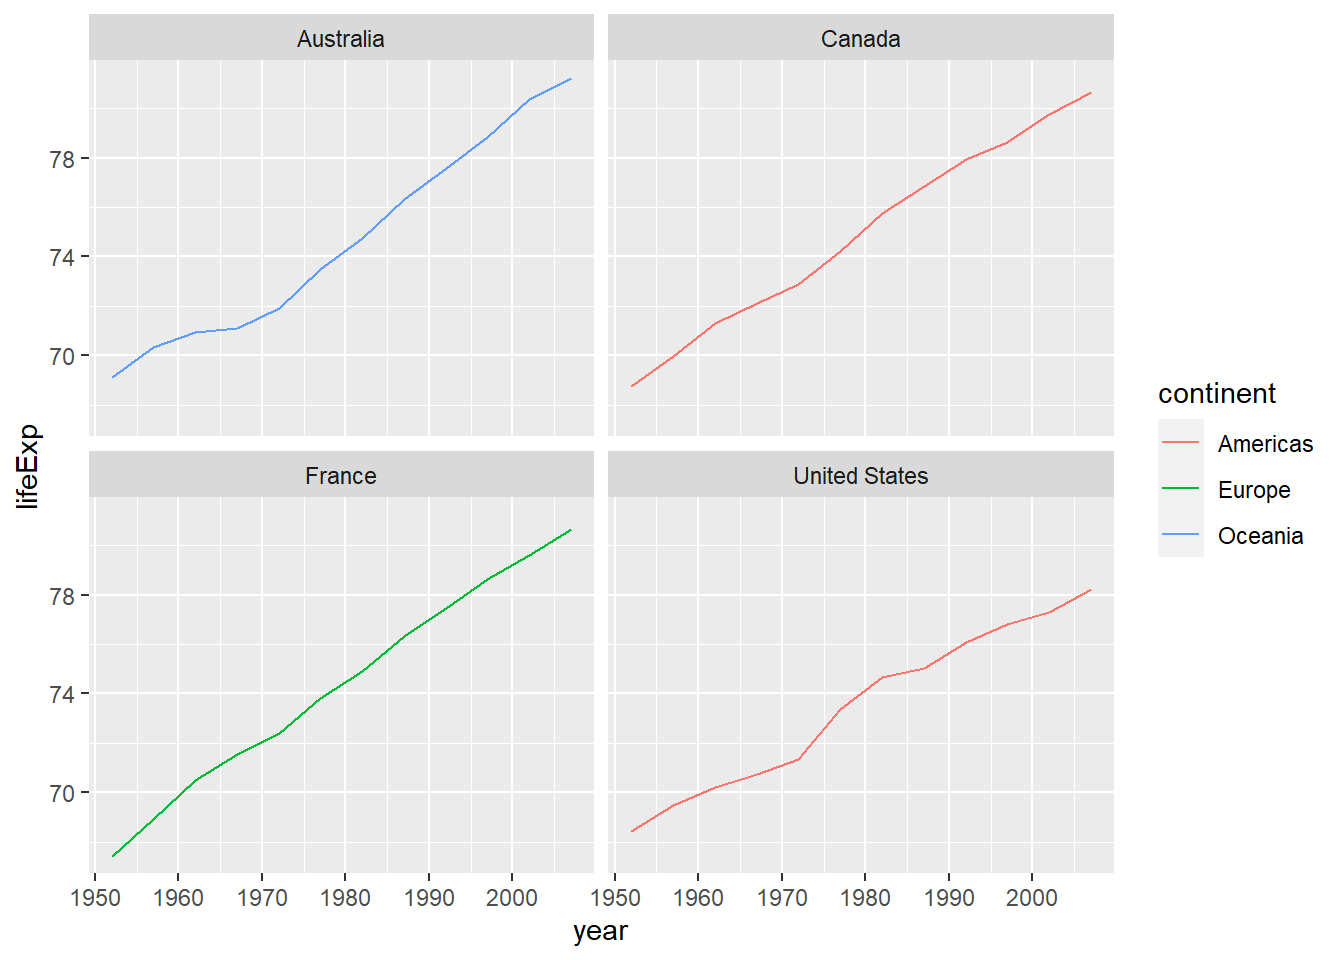 Australia
Canada
78
74
70
France
United States
78
74
70
1950 1960 1970 1980 1990 2000
1950 1960 1970 1980 1990 2000
year
lifeExp
continent
Americas
Europe
Oceania